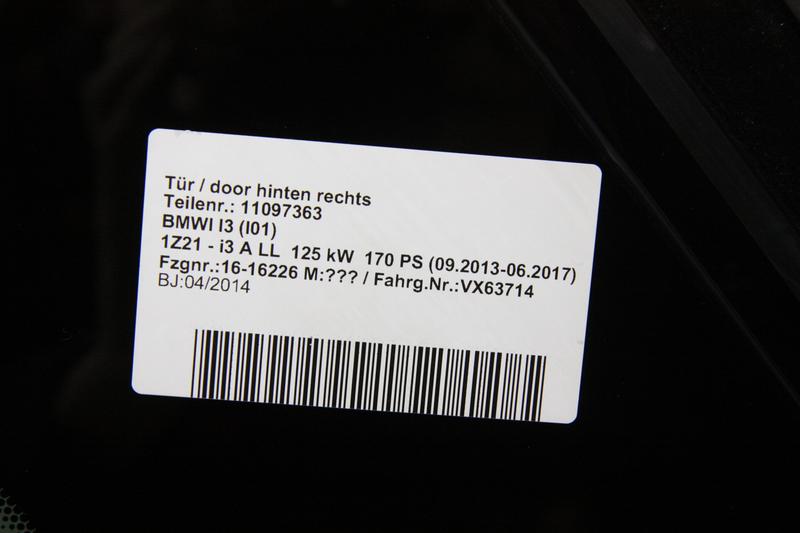 Tür / door hinten rechts
Teilenr.: 11097363
BMWI I3 (I01)
1Z21 - i3 A LL  125 kW  170 PS (09.2013-06.2017)
Fzgnr.:16-16226 M:??? / Fahrg.Nr.:VX63714
BJ:04/2014